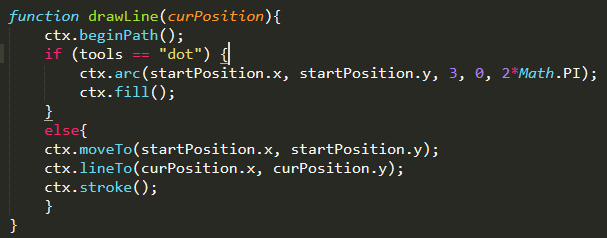 function drawLine(curPosition){
    ctx.beginPath();
    if (tools == "dot") {
        ctx.arc(startPosition.x, startPosition.y, 3, 0, 2*Math.PI);
        ctx.fill();
    }
    else{
    ctx.moveTo(startPosition.x, startPosition.y);
    ctx.lineTo(curPosition.x, curPosition.y);
    ctx.stroke();
    }
}